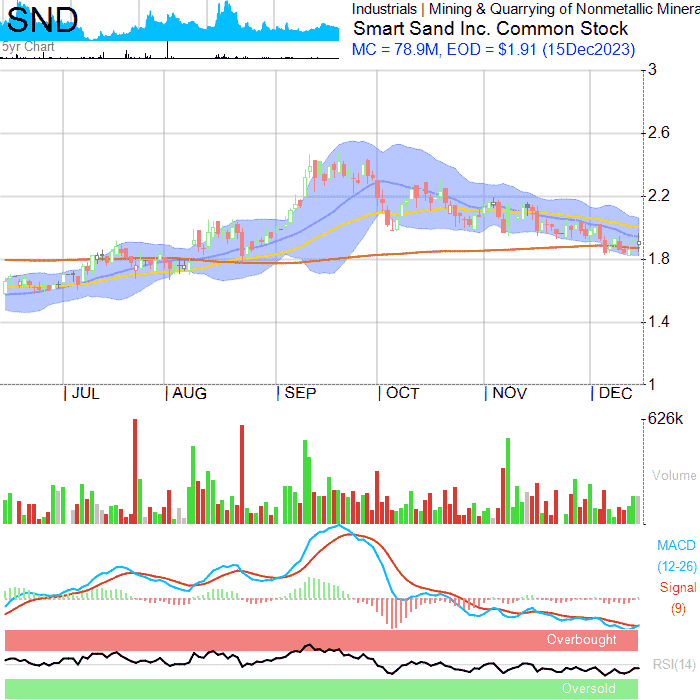 SND
5yr Chart
Industrials | Mining & Quarrying of Nonmetallic Minera
Smart Sand Inc. Common Stock
MC = 78.9M, EOD = $1.91 (15Dec2023)
3
2.6
2.2
1.8
1.4
1
| JUL | AUG | SEP | OCT | NOV | DEC
626k
Volume
MACD
(12-26)
Signal
(9)
Overbought
RSI(14)
Oversold